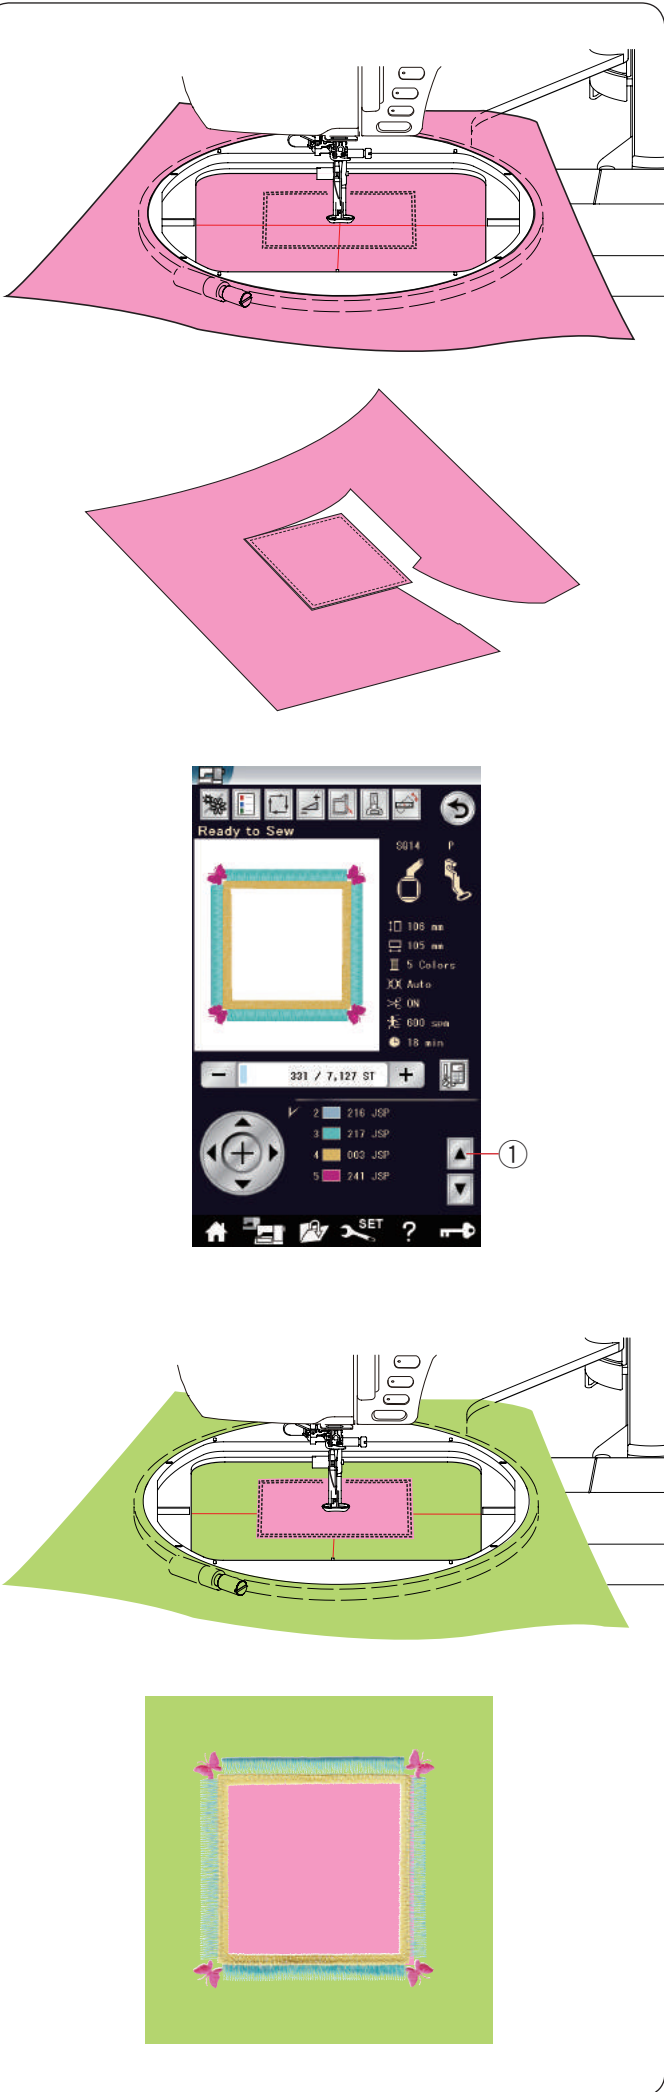 Ready to Sew
SQ14 P
106 mm
105 mm
5 Colors
Auto
ON
600 spm
18 min
− 331 / 7,127 ST +
2 216 JSP
3 217 JSP
4 003 JSP
5 241 JSP
1
SET
?